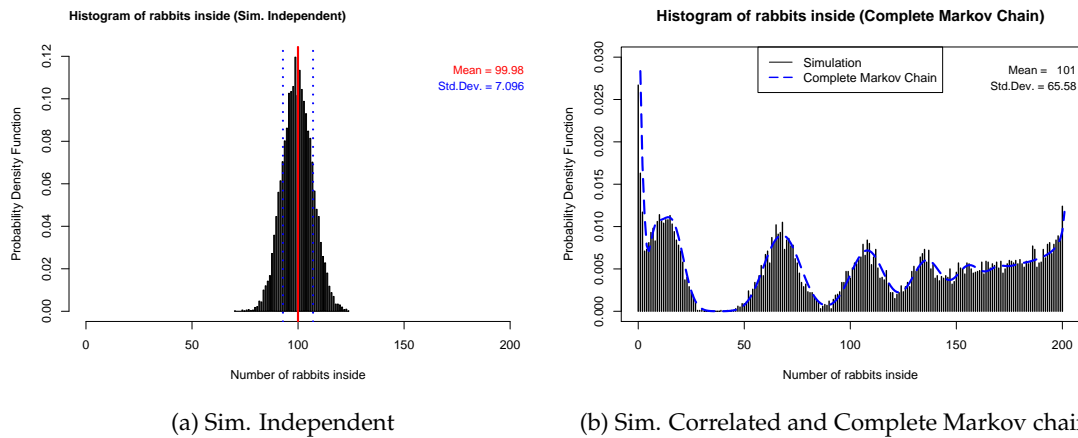 Histogram of rabbits inside (Sim. Independent)
Probability Density Function
0.12
0.10
0.08
0.06
0.04
0.02
0.00
Mean = 99.98
Std.Dev. = 7.096
0 50 100 150 200
Number of rabbits inside
(a) Sim. Independent
Histogram of rabbits inside (Complete Markov Chain)
Probability Density Function
0.030
0.025
0.020
0.015
0.010
0.005
0.000
Simulation
Complete Markov Chain
Mean = 101
Std.Dev. = 65.58
0 50 100 150 200
Number of rabbits inside
(b) Sim. Correlated and Complete Markov chain